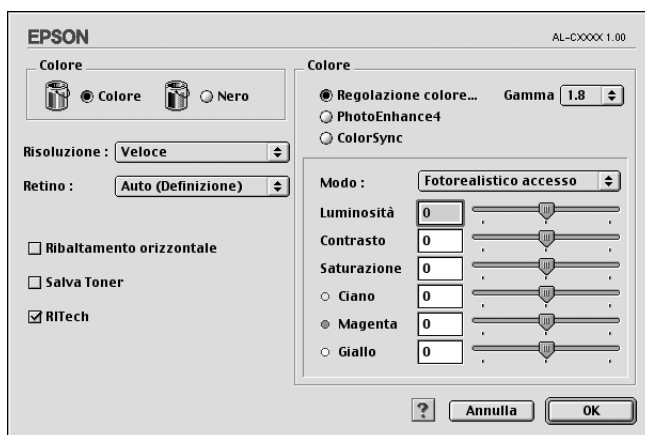 EPSON
AL-CXXXX 1.00
Colore
Colore
Nero
Risoluzione : Veloce
Retino : Auto (Definizione)
Ribaltamento orizzontale
Salva Toner
RITech
Colore
Regolazione colore... Gamma 1.8
PhotoEnhance4
ColorSync
Modo : Fotorealistico accesso
Luminosità 0
Contrasto 0
Saturazione 0
Ciano 0
Magenta 0
Giallo 0
? Annulla OK